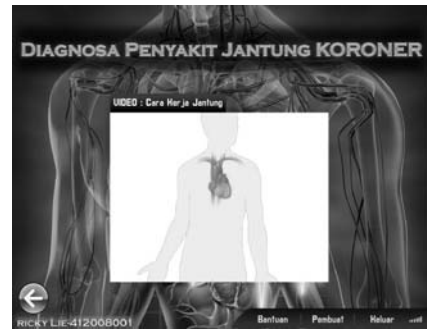 DIAGNOSA PENYAKIT JANTUNG KORONER
VIDEO : Cara Kerja Jantung
RICKY LIE-412008001
Bantuan Pembuat Keluar